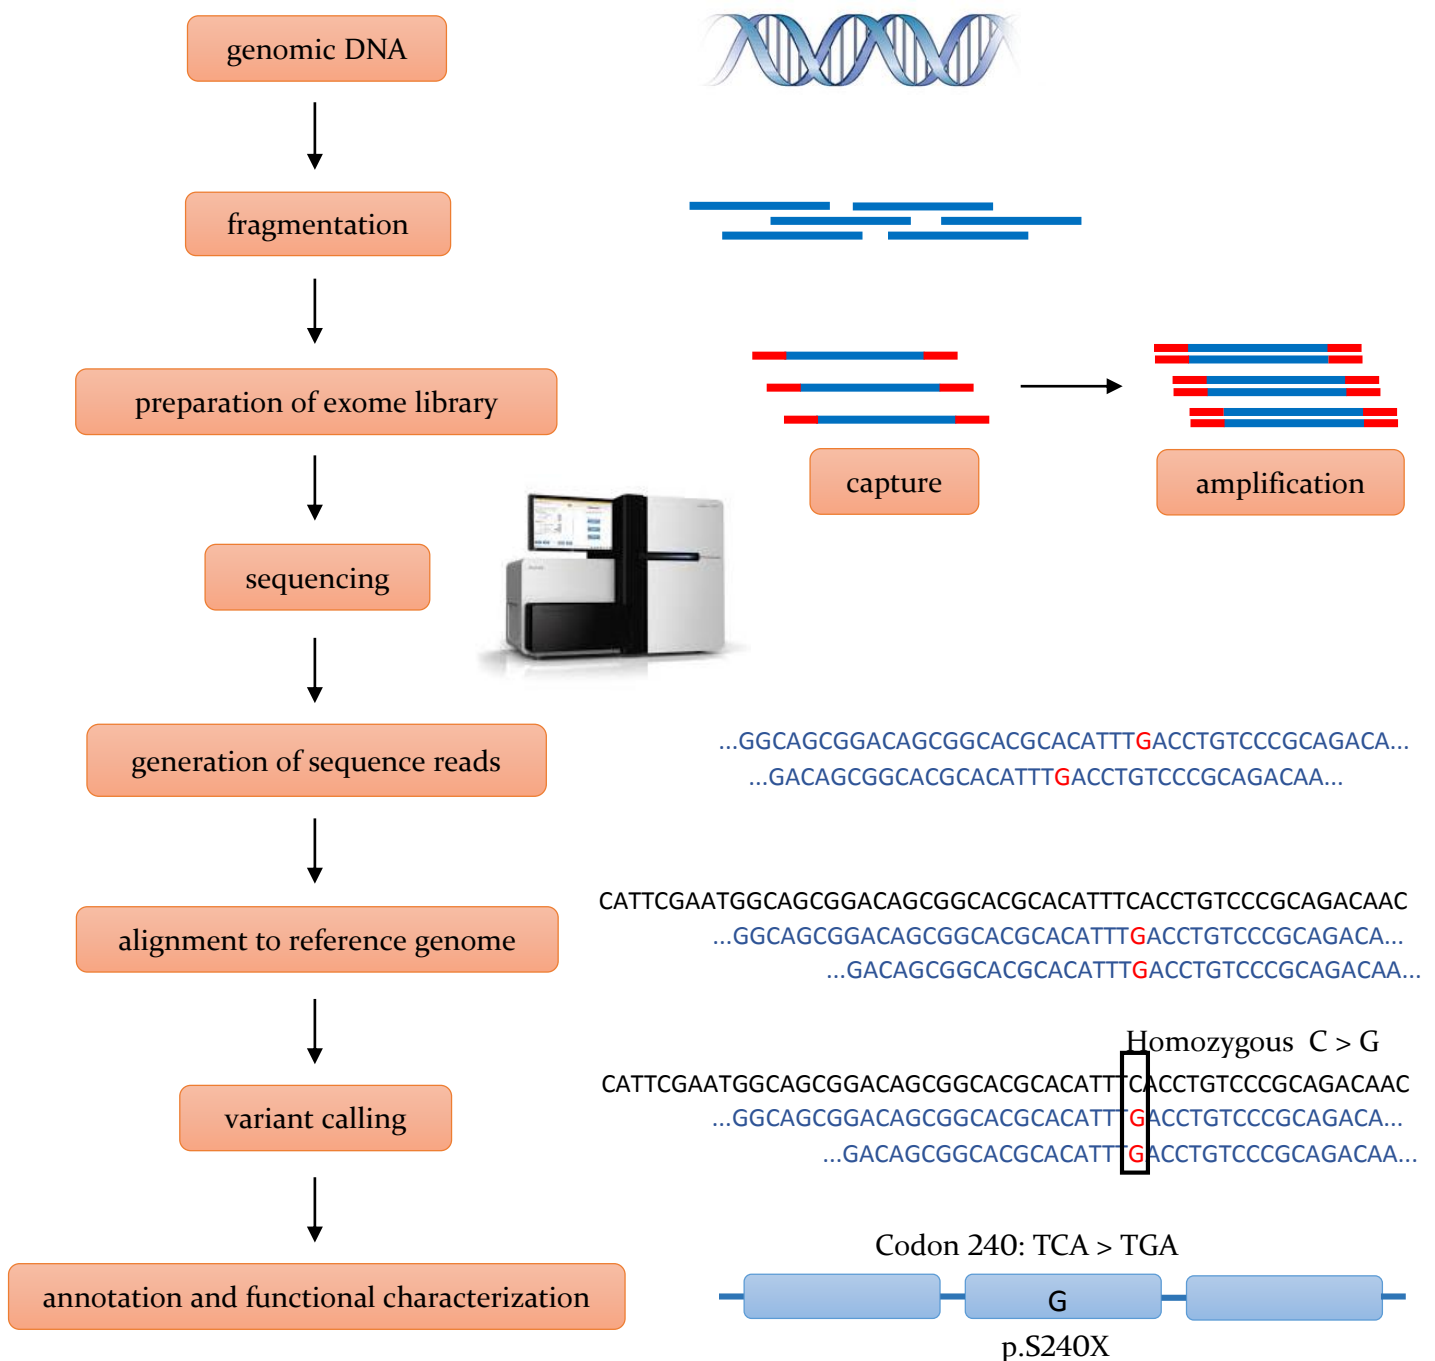 genomic DNA
fragmentation
preparation of exome library
capture
amplification
sequencing
generation of sequence reads
...GGCAGCGGACAGCGGCACGCACATTTGACCTGTCCCGCAGACA...
...GACAGCGGCACGCACATTTGACCTGTCCCGCAGACAA...
alignment to reference genome
CATTCGAATGGCAGCGGACAGCGGCACGCACATTTCACCTGTCCCGCAGACAAC
...GGCAGCGGACAGCGGCACGCACATTTGACCTGTCCCGCAGACA...
...GACAGCGGCACGCACATTTGACCTGTCCCGCAGACAA...
variant calling
Homozygous C > G
CATTCGAATGGCAGCGGACAGCGGCACGCACATTTCACCTGTCCCGCAGACAAC
...GGCAGCGGACAGCGGCACGCACATTTGACCTGTCCCGCAGACA...
...GACAGCGGCACGCACATTTGACCTGTCCCGCAGACAA...
annotation and functional characterization
Codon 240: TCA > TGA
G
p.S240X